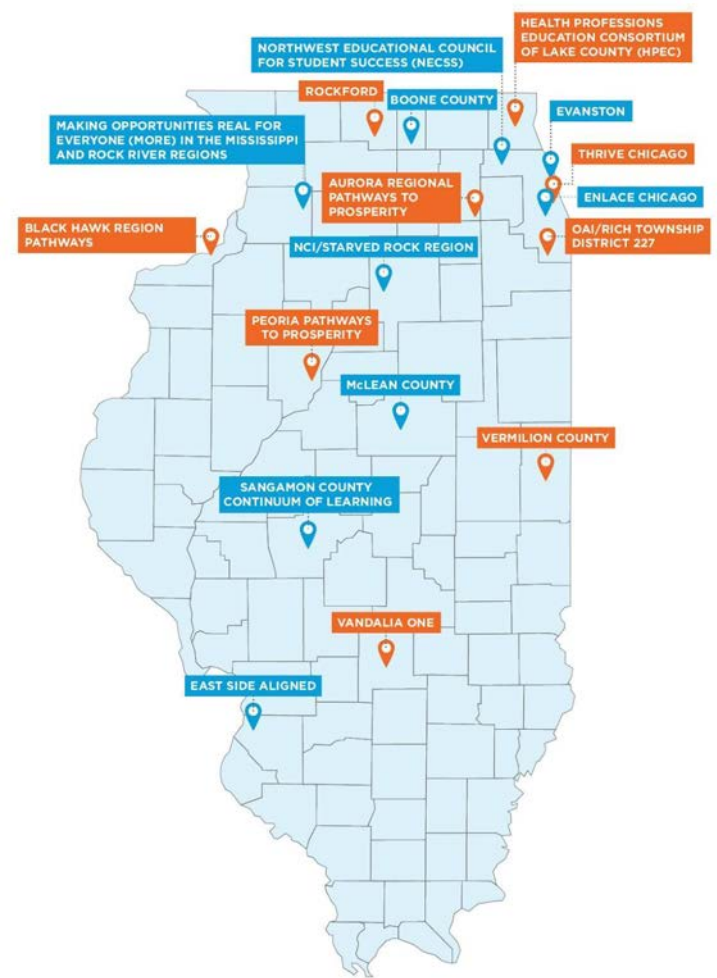 HEALTH PROFESSIONS
EDUCATION CONSORTIUM
OF LAKE COUNTY (HPEC)
NORTHWEST EDUCATIONAL COUNCIL
FOR STUDENT SUCCESS (NECSS)
ROCKFORD
BOONE COUNTY
EVANSTON
MAKING OPPORTUNITIES REAL FOR
EVERYONE (MORE) IN THE MISSISSIPPI
AND ROCK RIVER REGIONS
THRIVE CHICAGO
AURORA REGIONAL
PATHWAYS TO
PROSPERITY
ENLACE CHICAGO
BLACK HAWK REGION
PATHWAYS
OAI/RICH TOWNSHIP
DISTRICT 227
NCI/STARVED ROCK REGION
PEORIA PATHWAYS
TO PROSPERITY
McLEAN COUNTY
VERMILION COUNTY
SANGAMON COUNTY
CONTINUUM OF LEARNING
VANDALIA ONE
EAST SIDE ALIGNED